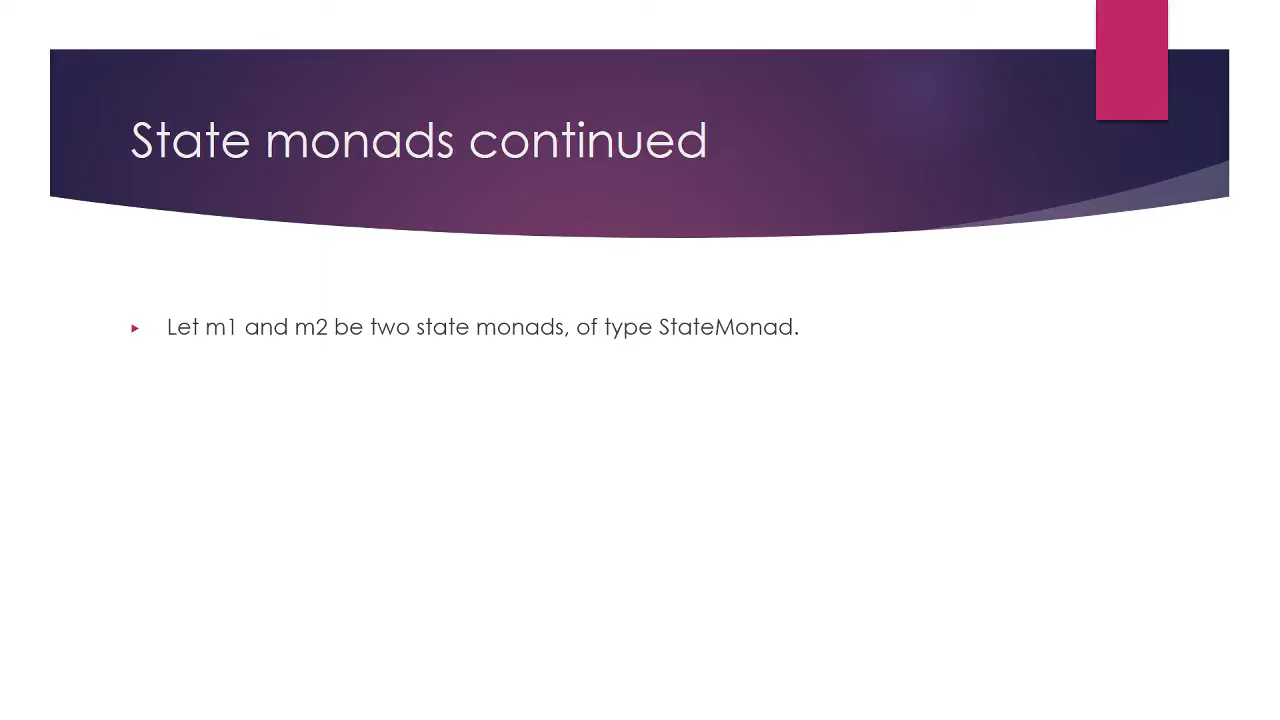 State monads continued
Let m1 and m2 be two state monads, of type StateMonad.